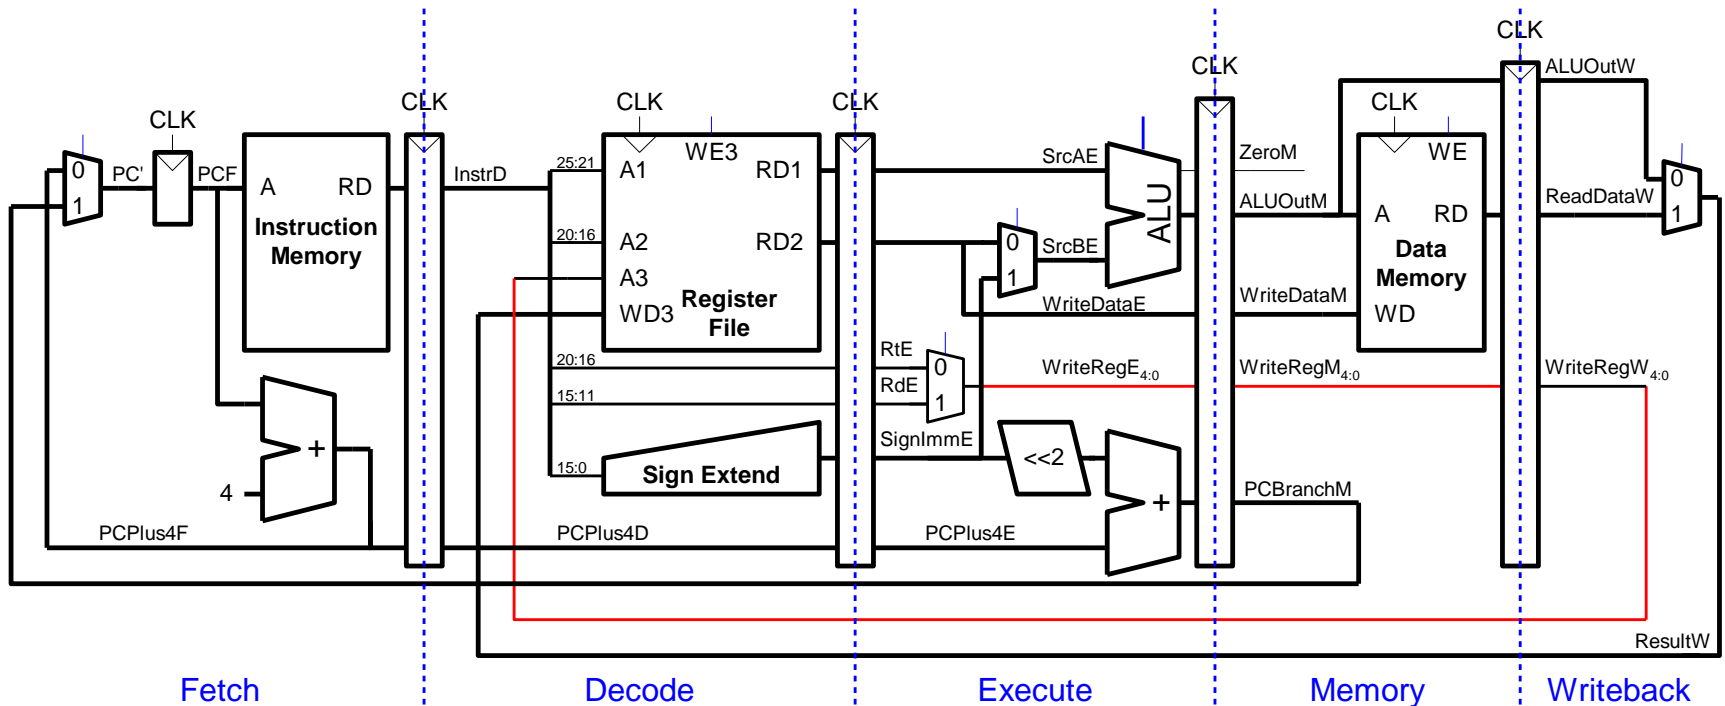 CLK
CLK
ALUOutW
CLK
CLK
CLK
CLK
CLK
CLK
0
1
PC'
PCF
A
RD
Instruction
Memory
InstrD
25:21
20:16
A1
A2
A3
WD3
WE3
RD1
RD2
Register
File
SrcAE
0
1
SrcBE
ALU
WriteDataE
ZeroM
ALUOutM
WriteDataM
WE
A
RD
Data
Memory
WD
ReadDataW
0
1
20:16
15:11
RtE
RdE
0
1
WriteRegE4:0
WriteRegM4:0
WriteRegW4:0
+
4
15:0
Sign Extend
SignImmE
<<2
+
PCBranchM
PCPlus4F
PCPlus4D
PCPlus4E
ResultW
Fetch
Decode
Execute
Memory
Writeback